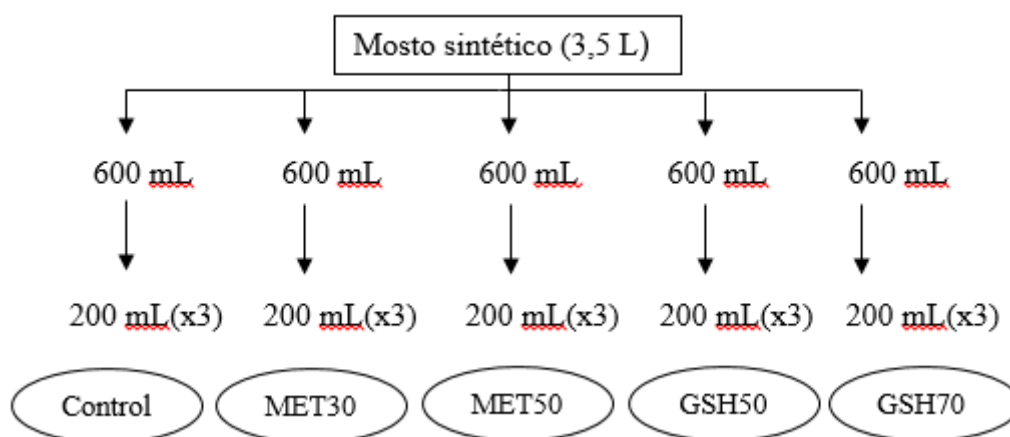 Mosto sintético (3,5 L)
600 mL 600 mL 600 mL 600 mL 600 mL
200 mL(x3) 200 mL(x3) 200 mL(x3) 200 mL(x3) 200 mL(x3)
Control MET30 MET50 GSH50 GSH70